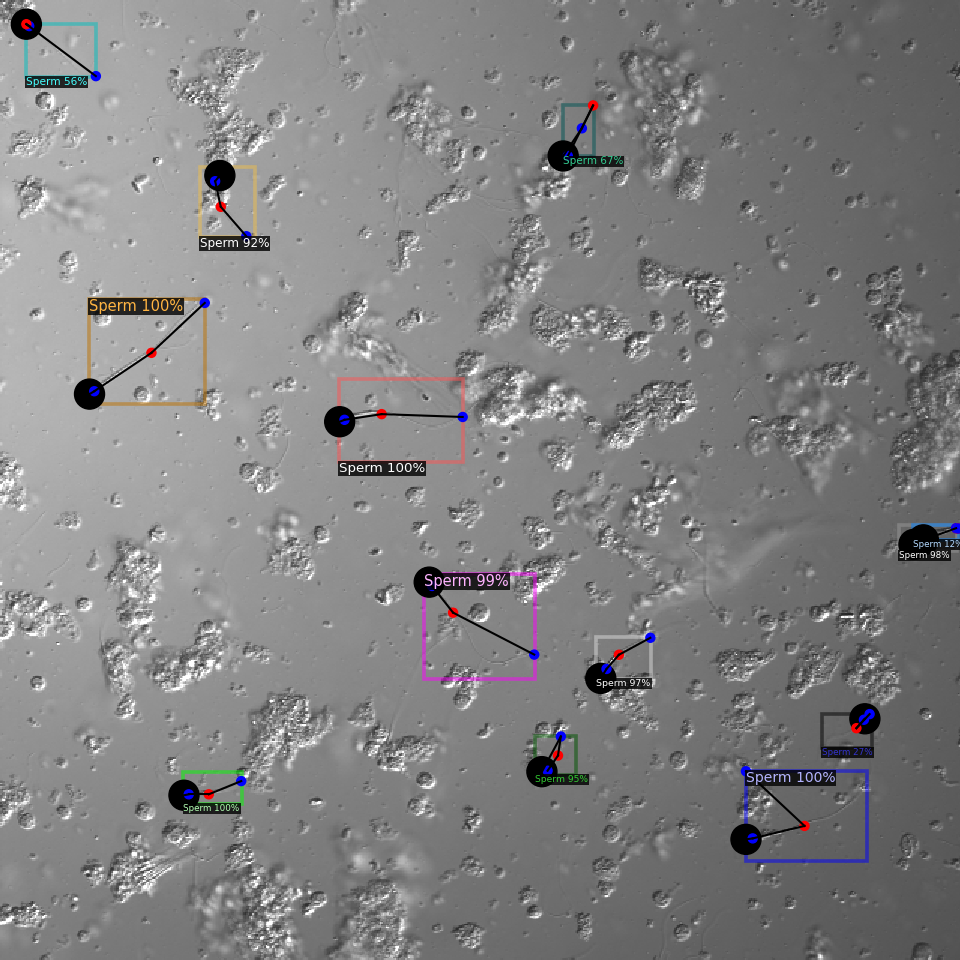 Sperm 56%
Sperm 67%
Sperm 92%
Sperm 100%
Sperm 100%
Sperm 12%
Sperm 98%
Sperm 99%
Sperm 97%
Sperm 27%
Sperm 95%
Sperm 100%
Sperm 100%